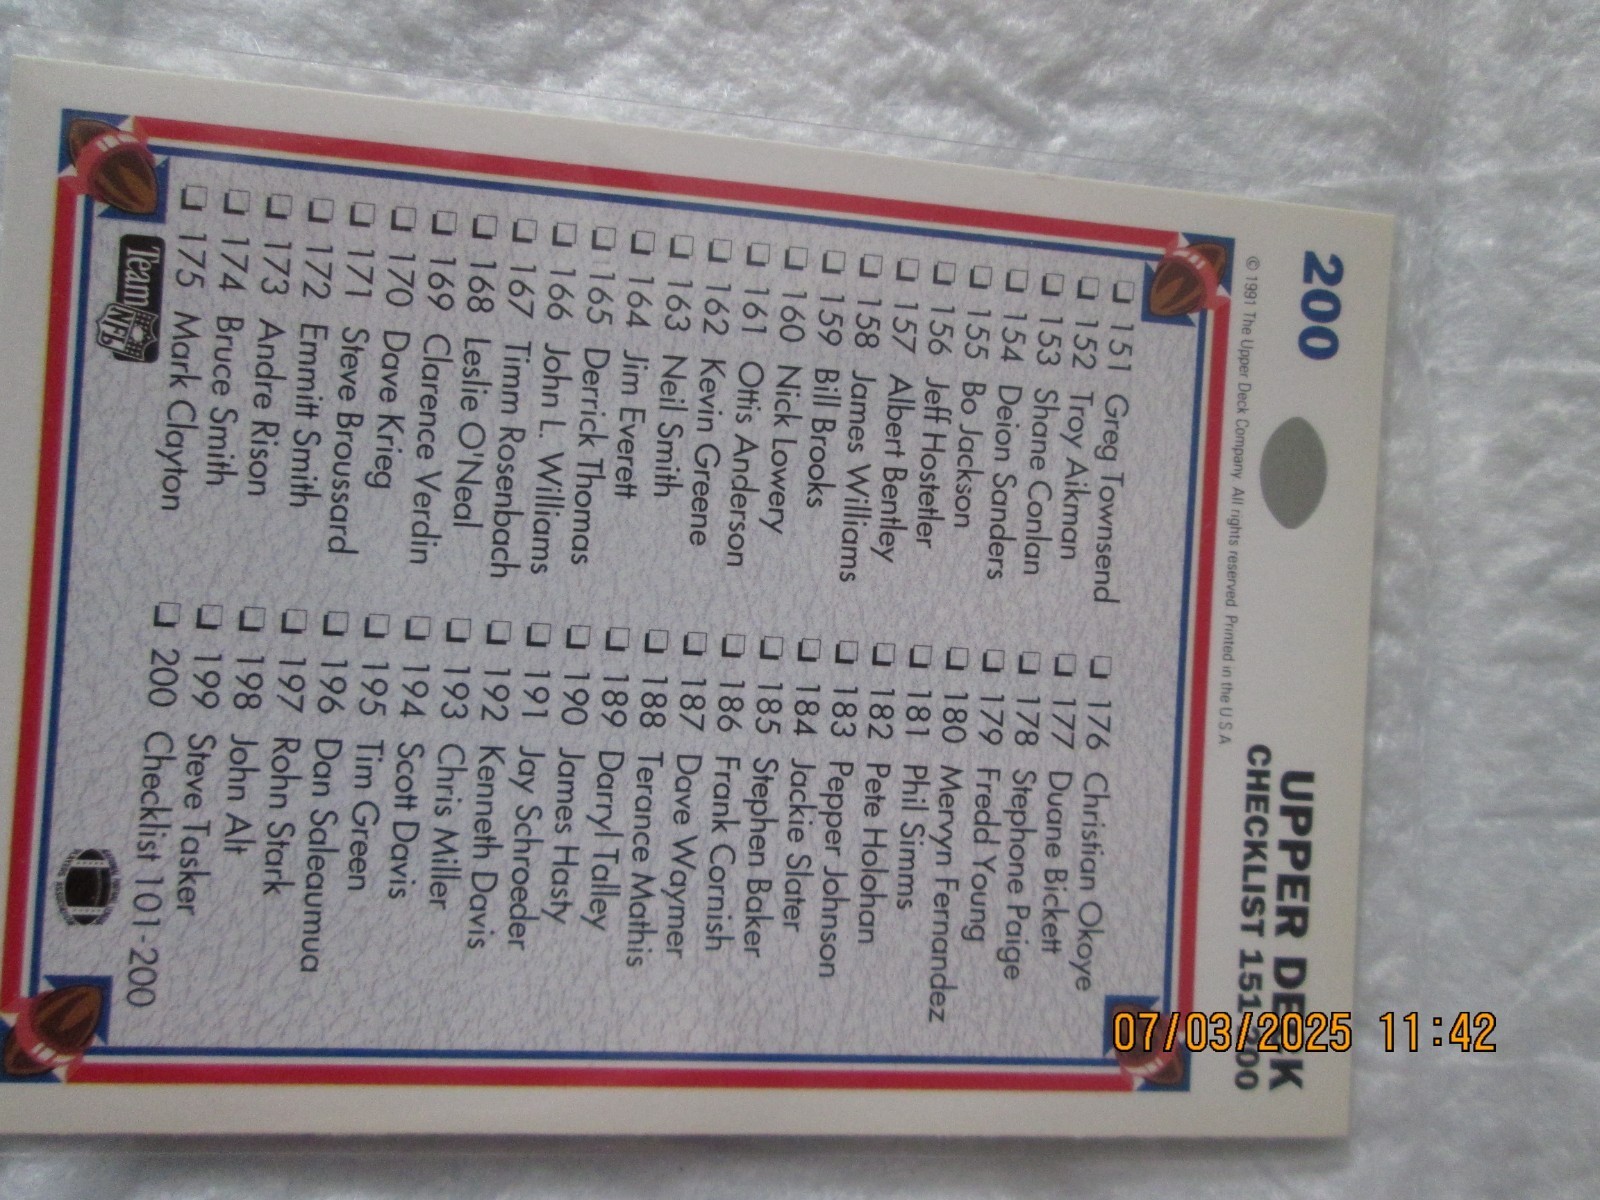 200
UPPER DECK
CHECKLIST 151-200
© 1991 The Upper Deck Company. All rights reserved. Printed in the U.S.A.
151 Greg Townsend
152 Troy Aikman
153 Shane Conlan
154 Deion Sanders
155 Bo Jackson
156 Jeff Hostetler
157 Albert Bentley
158 James Williams
159 Bill Brooks
160 Nick Lowery
161 Ottis Anderson
162 Kevin Greene
163 Neil Smith
164 Jim Everett
165 Derrick Thomas
166 John L. Williams
167 Timm Rosenbach
168 Leslie O'Neal
169 Clarence Verdin
170 Dave Krieg
171 Steve Broussard
172 Emmitt Smith
173 Andre Rison
174 Bruce Smith
175 Mark Clayton
176 Christian Okoye
177 Duane Bickett
178 Stephone Paige
179 Fredd Young
180 Mervyn Fernandez
181 Phil Simms
182 Pete Holohan
183 Pepper Johnson
184 Jackie Slater
185 Stephen Baker
186 Frank Cornish
187 Dave Waymer
188 Terance Mathis
189 Darryl Talley
190 James Hasty
191 Jay Schroeder
192 Kenneth Davis
193 Chris Miller
194 Scott Davis
195 Tim Green
196 Dan Saleaumua
197 Rohn Stark
198 John Alt
199 Steve Tasker
200 Checklist 101-200
Team NFL
07/03/2025 11:42